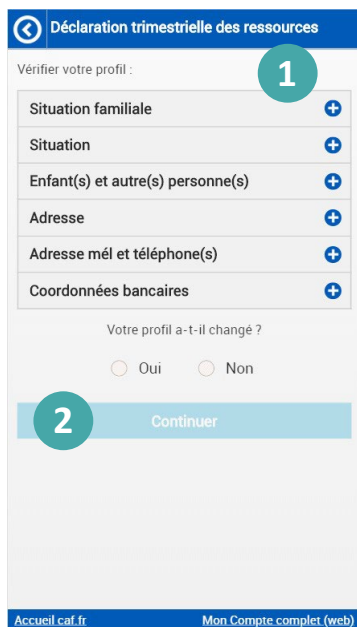 Déclaration trimestrielle des ressources
Vérifier votre profil :
1
Situation familiale
Situation
Enfant(s) et autre(s) personne(s)
Adresse
Adresse mél et téléphone(s)
Coordonnées bancaires
Votre profil a-t-il changé ?
Oui Non
2
Continuer
Accueil caf.fr Mon Compte complet (web)